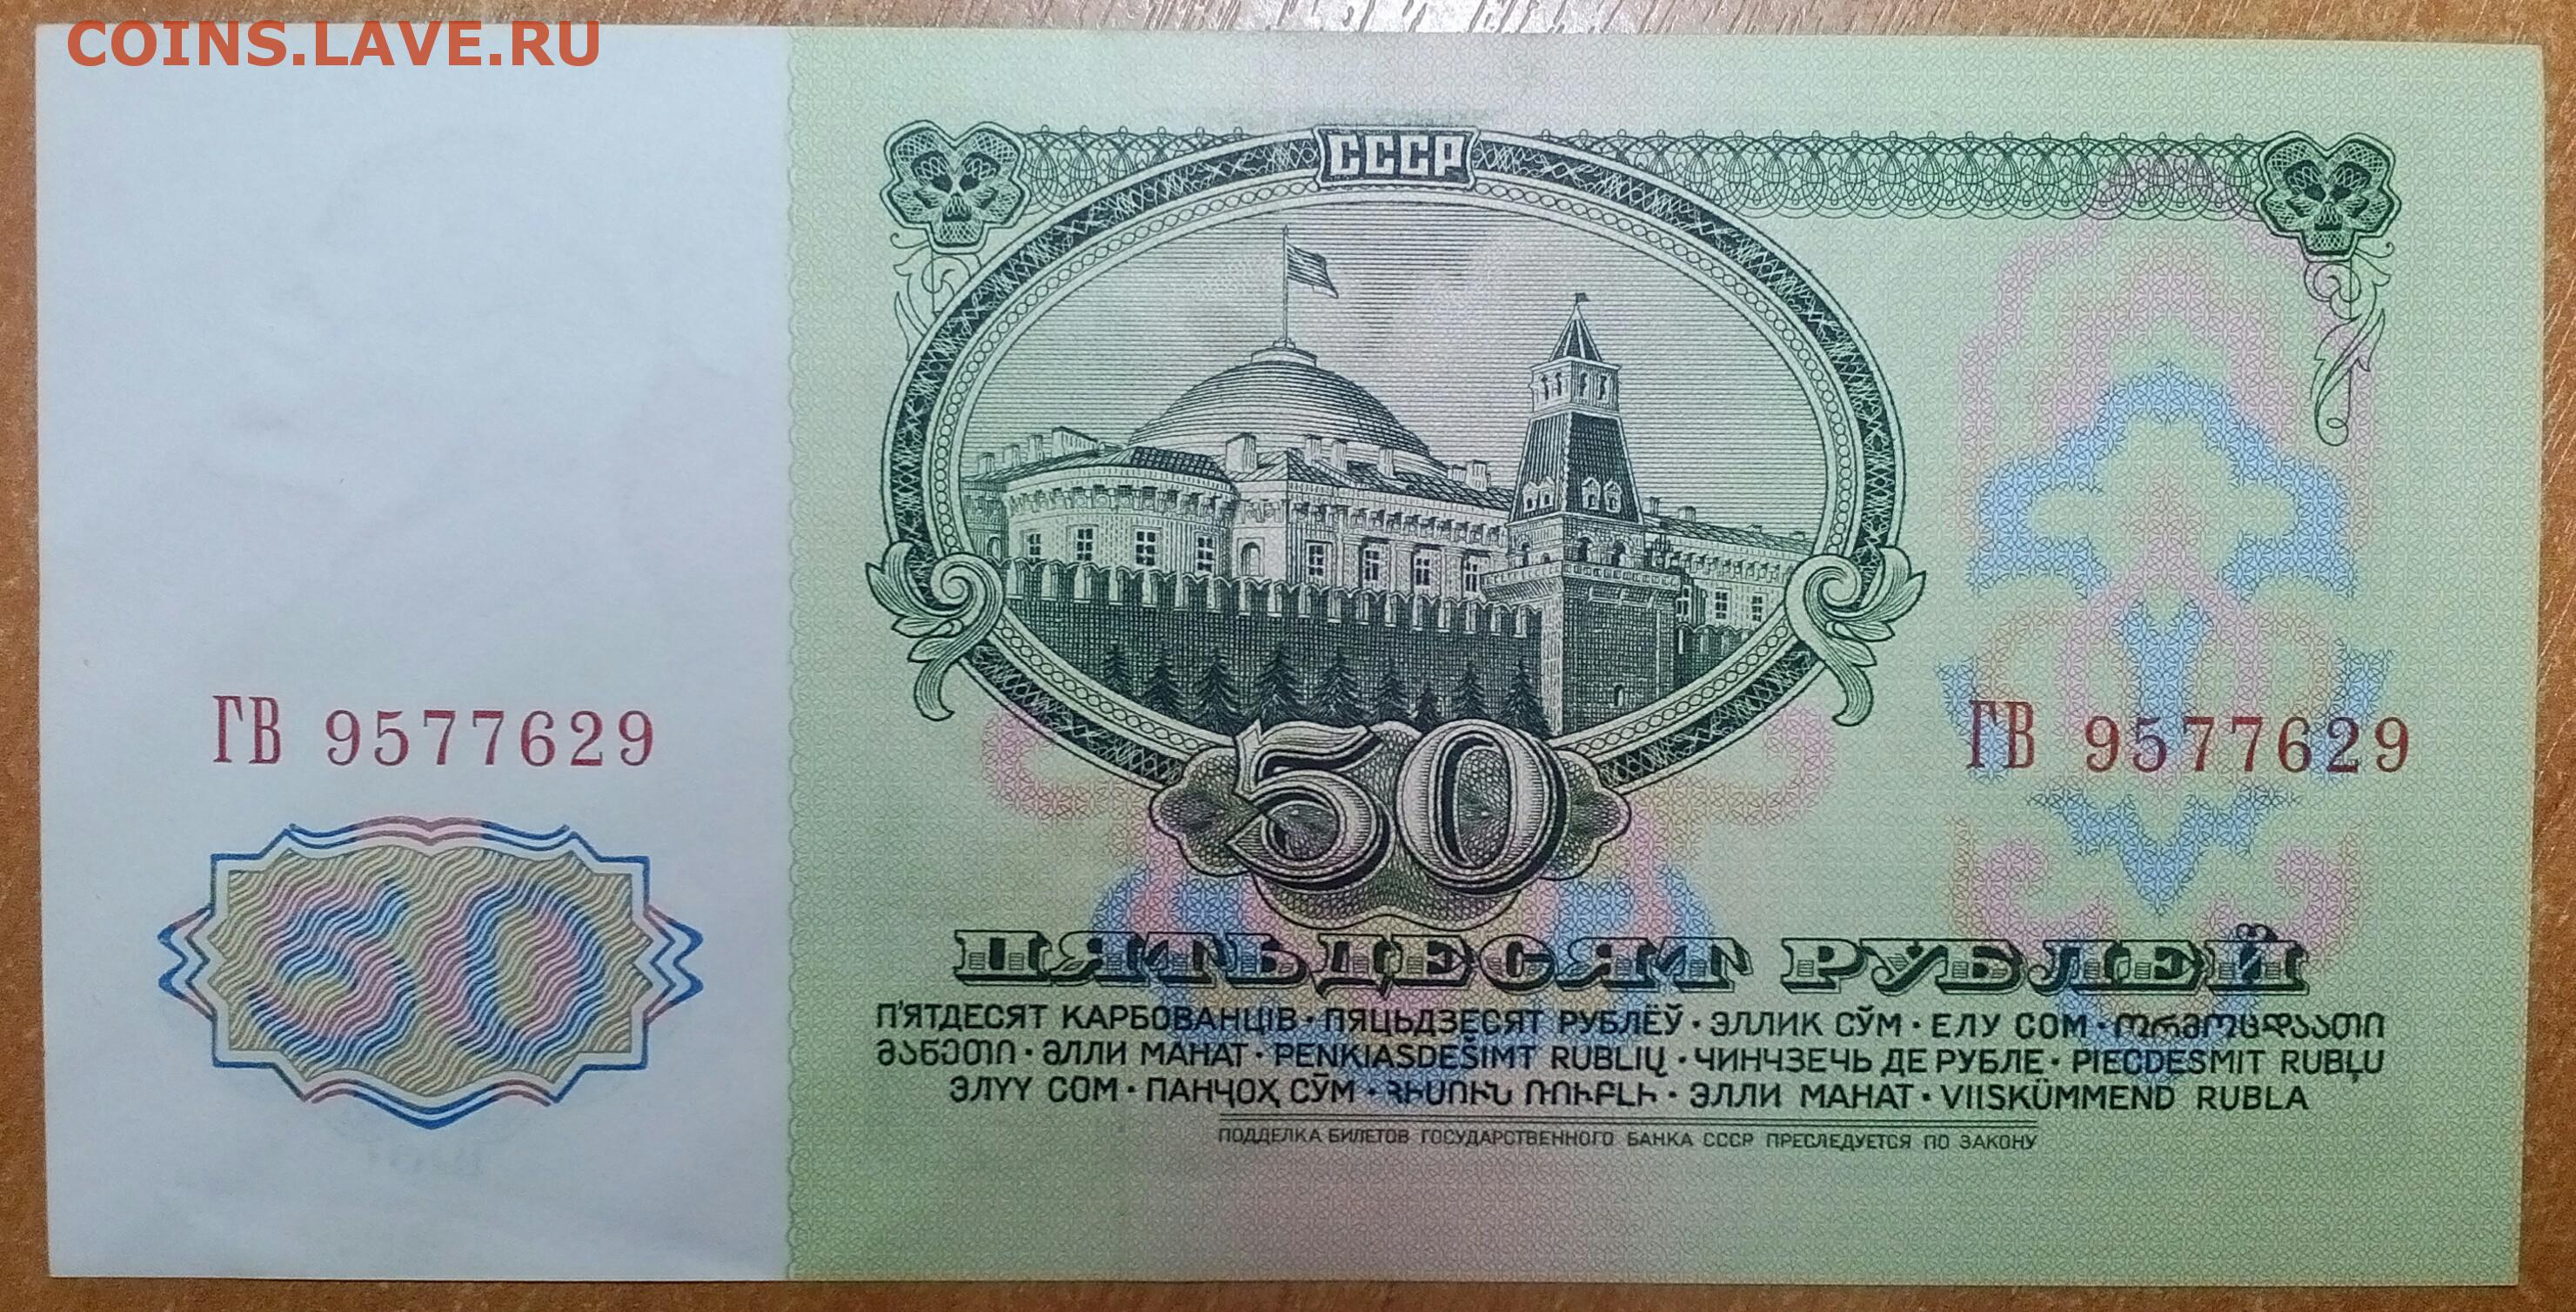 COINS.LAVE.RU
СССР
ГВ 9577629
ГВ 9577629
50
50
ПЯТЬДЕСЯТ РУБЛЕЙ
П'ЯТДЕСЯТ КАРБОВАНЦІВ · ПЯЦЬДЗЕСЯТ РУБЛЁЎ · ЭЛЛИК СЎМ · ЕЛУ СОМ · ორმოცდაათი
მანეთი · ӘЛЛИ МАНАТ · PENKIASDEŠIMT RUBLIŲ · ЧИНЧЗЕЧЬ ДЕ РУБЛЕ · PIECDESMIT RUBĻU
ЭЛҮҮ СОМ · ПАНҶОҲ СӮМ · ՀԻՍՈՒՆ ՌՈՒԲԼԻ · ЭЛЛИ МАНАТ · VIISKÜMMEND RUBLA
ПОДДЕЛКА БИЛЕТОВ ГОСУДАРСТВЕННОГО БАНКА СССР ПРЕСЛЕДУЕТСЯ ПО ЗАКОНУ